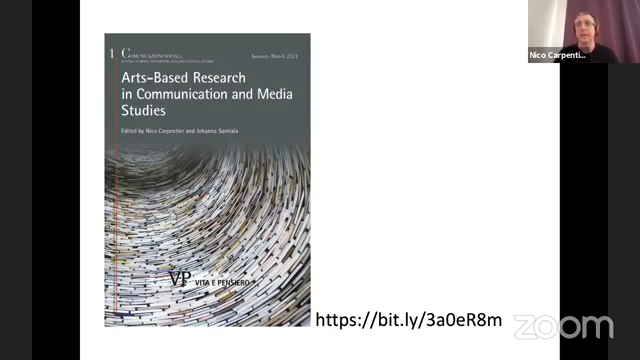 1 COMUNICAZIONI SOCIALI January-March 2021
Arts-Based Research
in Communication and Media
Studies
Edited by Nico Carpentier and Johanna Sumiala
VP VITA E PENSIERO
https://bit.ly/3a0eR8m
Nico Carpenti...
zoom